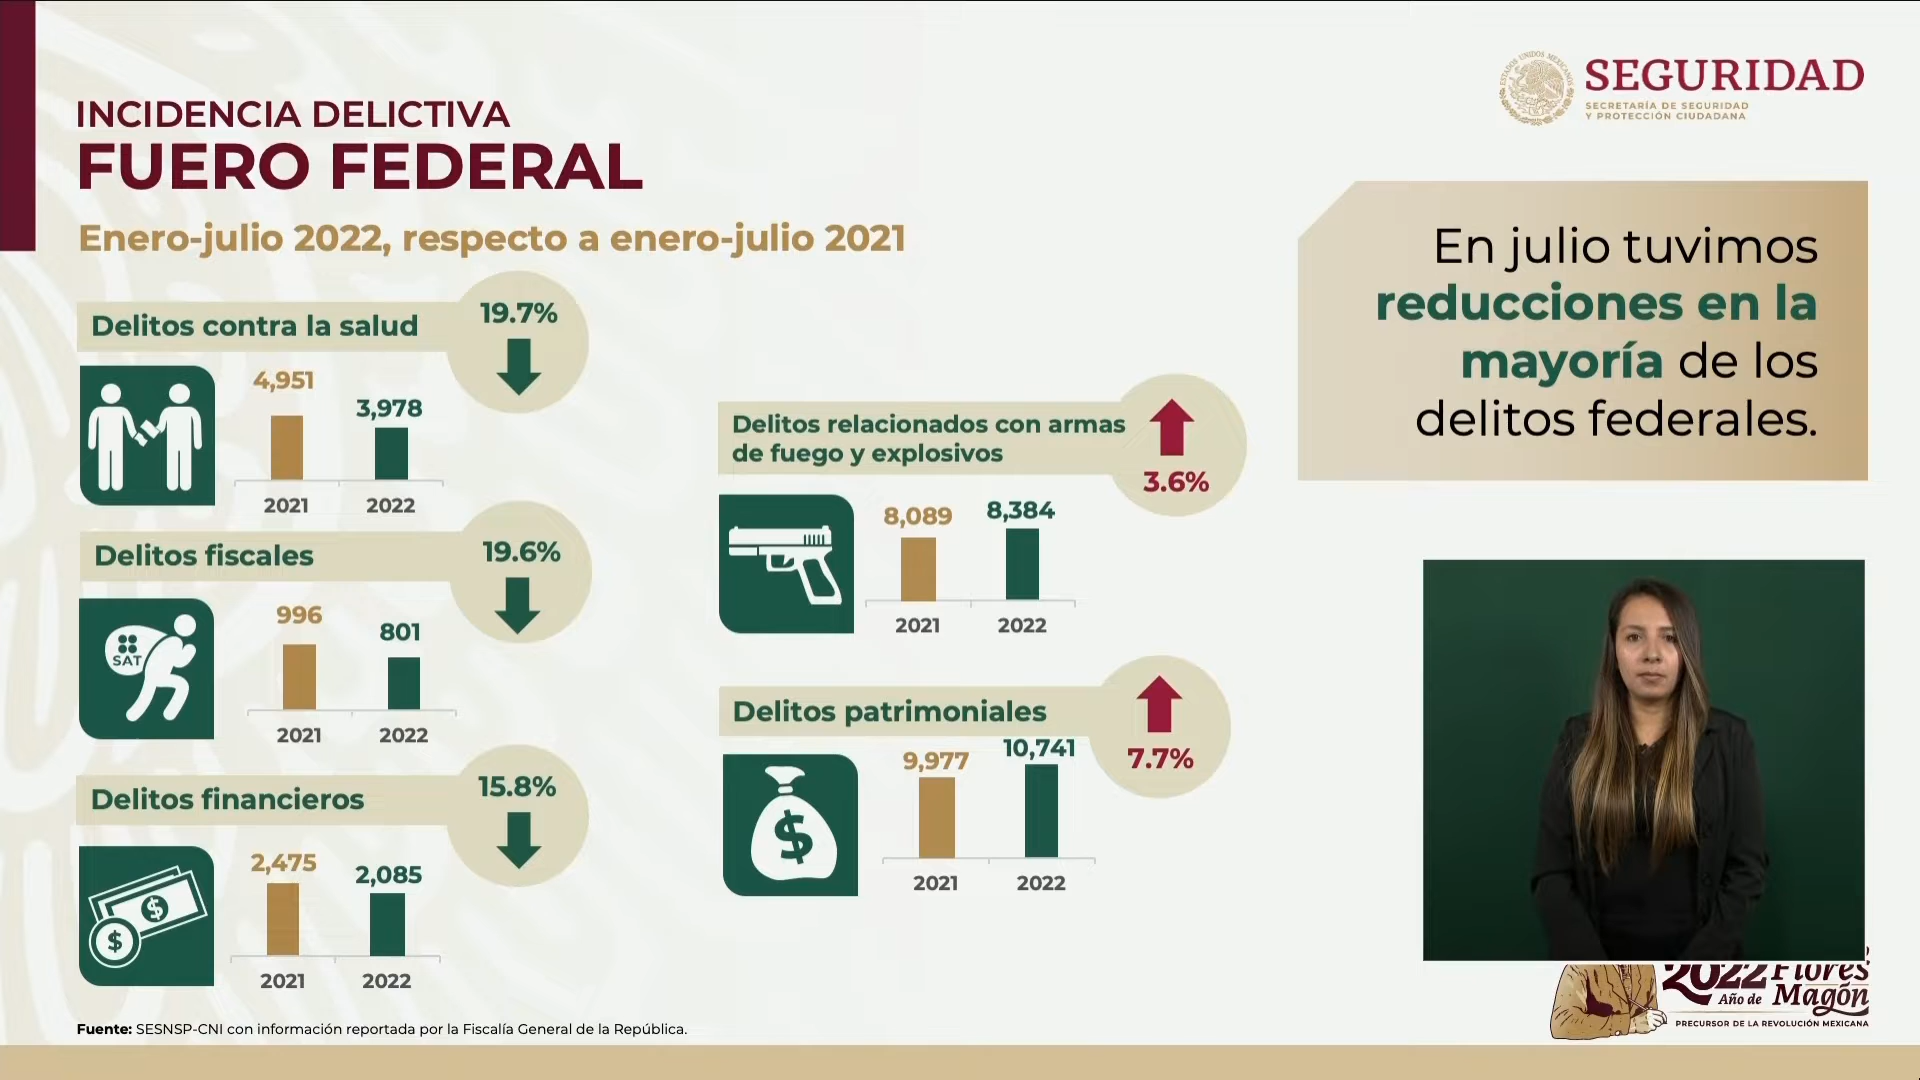 INCIDENCIA DELICTIVA
FUERO FEDERAL
Enero-julio 2022, respecto a enero-julio 2021
Delitos contra la salud
19.7%
4,951
3,978
2021
2022
Delitos fiscales
19.6%
SAT
996
801
2021
2022
Delitos financieros
15.8%
$
$
2,475
2,085
2021
2022
Delitos relacionados con armas
de fuego y explosivos
3.6%
8,089
8,384
2021
2022
Delitos patrimoniales
7.7%
$
9,977
10,741
2021
2022
ESTADOS UNIDOS MEXICANOS
SEGURIDAD
SECRETARÍA DE SEGURIDAD
Y PROTECCIÓN CIUDADANA
En julio tuvimos
reducciones en la
mayoría de los
delitos federales.
2022 Flores
Año de Magón
PRECURSOR DE LA REVOLUCIÓN MEXICANA
Fuente: SESNSP-CNI con información reportada por la Fiscalía General de la República.